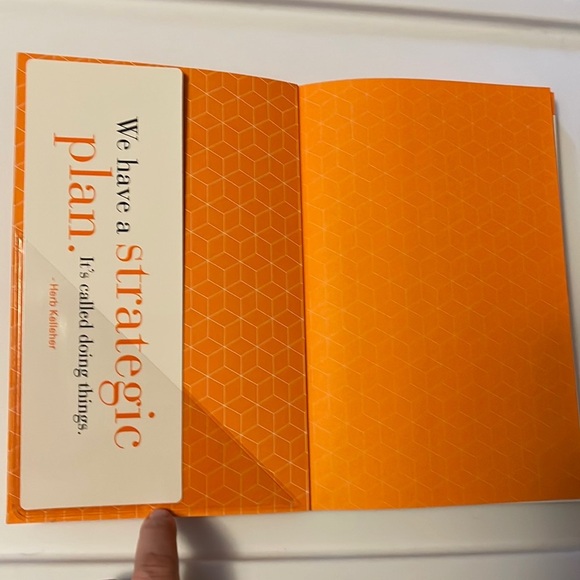 We have a strategic
plan. It's called doing things.
- Herb Kelleher